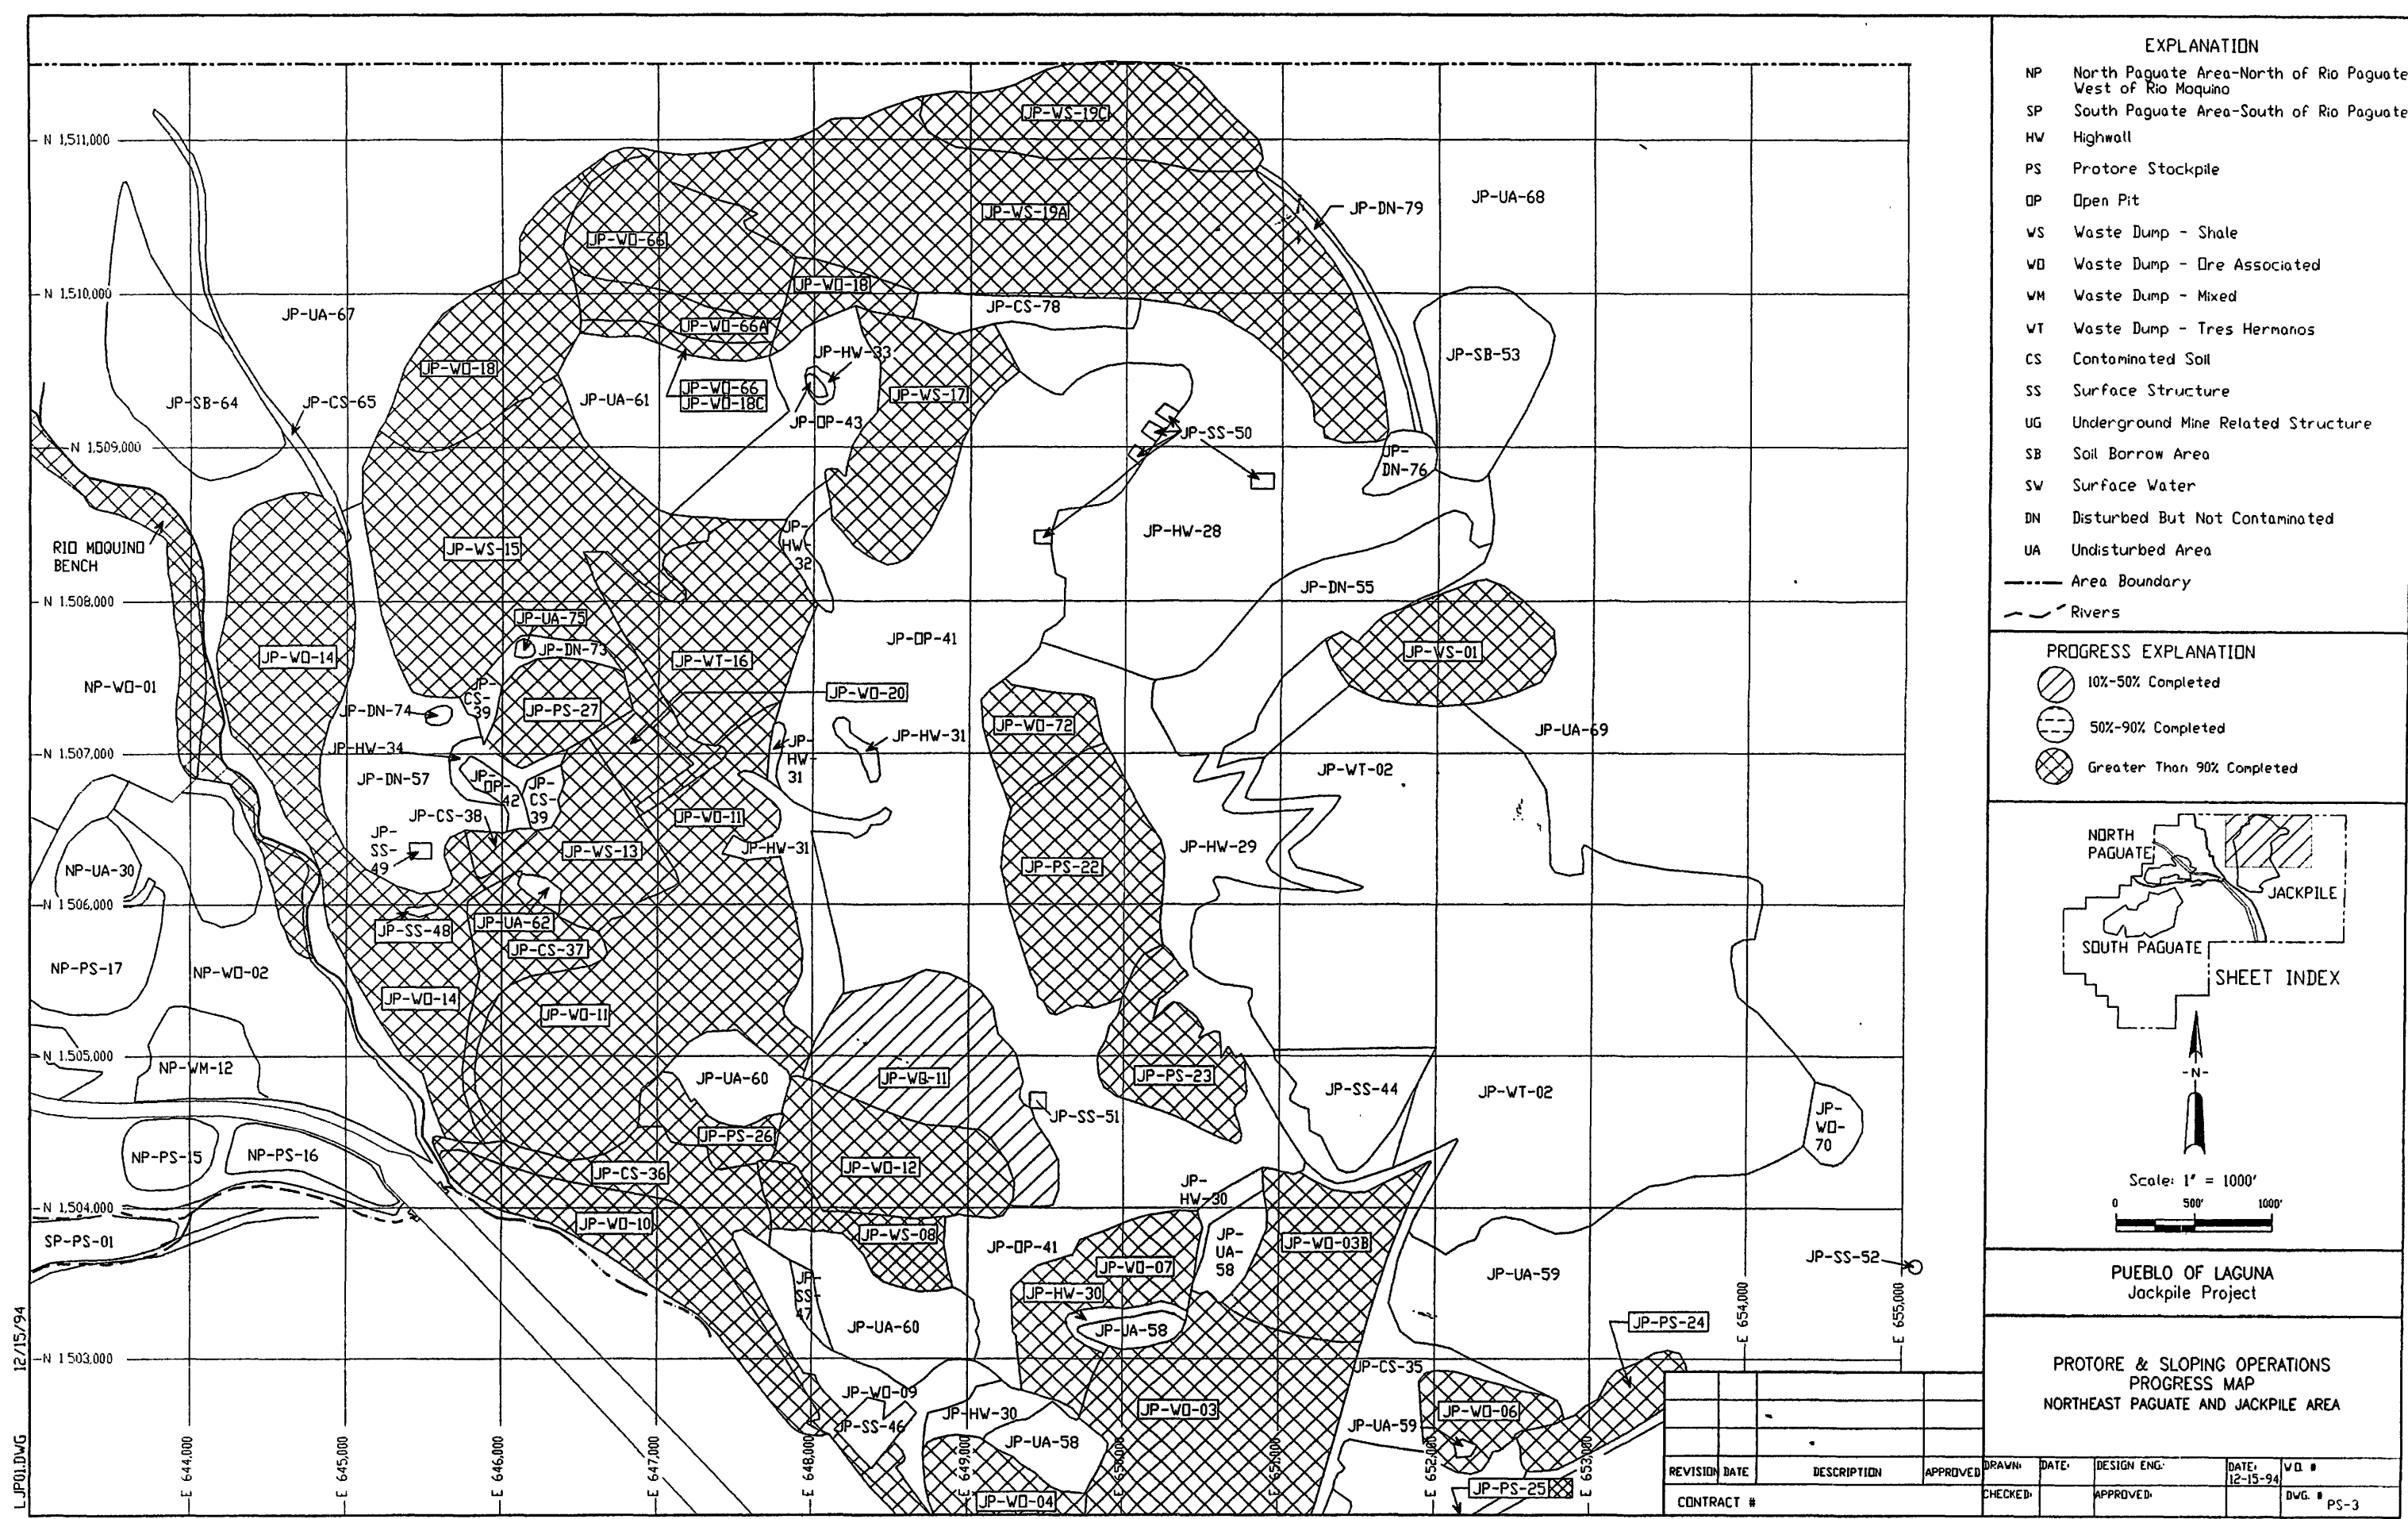 JP-WS-19C
N 1,511,000
JP-UA-68
JP-DN-79
JP-WS-19A
JP-WO-66
N 1,510,000
JP-WO-18
JP-CS-78
JP-UA-67
JP-WO-66A
JP-HW-33
JP-SB-53
JP-WO-18
JP-WO-66
JP-WO-18C
JP-UA-61
JP-WS-17
JP-SB-64
JP-CS-65
JP-OP-43
JP-SS-50
N 1,509,000
JP-
DN-76
JP-
HW-
32
JP-HW-28
RIO MOQUINO
BENCH
JP-WS-15
JP-DN-55
N 1,508,000
JP-UA-75
JP-DN-73
JP-OP-41
JP-WS-01
JP-WO-14
JP-WT-16
NP-WO-01
JP-
CS-
39
JP-WO-20
JP-DN-74
JP-PS-27
JP-WO-72
JP-HW-31
JP-UA-69
JP-HW-34
N 1,507,000
JP-
HW-
31
JP-DN-57
JP-
OP-
42
JP-
CS-
39
JP-WT-02
JP-CS-38
JP-WO-11
JP-
SS-
49
JP-WS-13
JP-HW-31
JP-HW-29
NP-UA-30
JP-PS-22
N 1,506,000
JP-UA-62
JP-SS-48
JP-CS-37
NP-PS-17
NP-WO-02
JP-WO-14
JP-WO-11
N 1,505,000
NP-WM-12
JP-UA-60
JP-WO-11
JP-PS-23
JP-SS-44
JP-WT-02
JP-SS-51
JP-
WO-
70
JP-PS-26
NP-PS-15
NP-PS-16
JP-CS-36
JP-WO-12
JP-
HW-30
N 1,504,000
JP-WO-10
JP-WS-08
SP-PS-01
JP-OP-41
JP-
UA-
58
JP-WO-03B
JP-SS-52
JP-WO-07
JP-UA-59
JP-
SS-
47
JP-HW-30
JP-UA-60
JP-UA-58
JP-PS-24
N 1,503,000
JP-CS-35
JP-WO-09
JP-HW-30
JP-WO-03
JP-WO-06
JP-SS-46
JP-UA-59
JP-UA-58
JP-WO-04
JP-PS-25
E 644,000
E 645,000
E 646,000
E 647,000
E 648,000
E 649,000
E 650,000
E 651,000
E 652,000
E 653,000
E 654,000
E 655,000
LJP01.DWG 12/15/94
EXPLANATION
NP North Paguate Area-North of Rio Paguate
West of Rio Moquino
SP South Paguate Area-South of Rio Paguate
HW Highwall
PS Protore Stockpile
OP Open Pit
WS Waste Dump - Shale
WO Waste Dump - Ore Associated
WM Waste Dump - Mixed
WT Waste Dump - Tres Hermanos
CS Contaminated Soil
SS Surface Structure
UG Underground Mine Related Structure
SB Soil Borrow Area
SW Surface Water
DN Disturbed But Not Contaminated
UA Undisturbed Area
Area Boundary
Rivers
PROGRESS EXPLANATION
10%-50% Completed
50%-90% Completed
Greater Than 90% Completed
NORTH
PAGUATE
JACKPILE
SOUTH PAGUATE
SHEET INDEX
-N-
Scale: 1" = 1000'
0 500' 1000'
PUEBLO OF LAGUNA
Jackpile Project
PROTORE & SLOPING OPERATIONS
PROGRESS MAP
NORTHEAST PAGUATE AND JACKPILE AREA
REVISION DATE DESCRIPTION APPROVED
CONTRACT #
DRAWN: DATE: DESIGN ENG.: DATE: 12-15-94 W.O. #
CHECKED: APPROVED: DWG. # PS-3